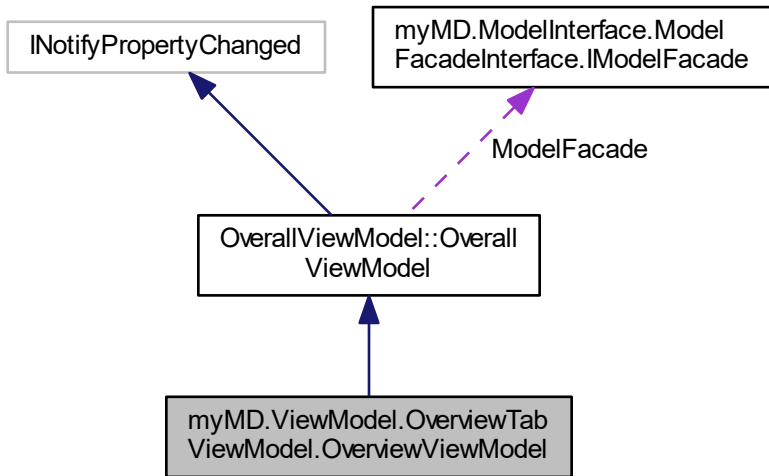 INotifyPropertyChanged
myMD.ModelInterface.Model
FacadeInterface.IModelFacade
ModelFacade
OverallViewModel::Overall
ViewModel
myMD.ViewModel.OverviewTab
ViewModel.OverviewViewModel